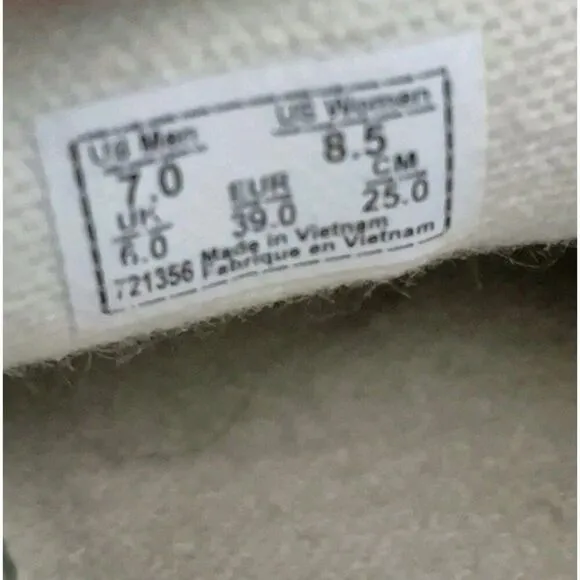 US Men US Women
7.0 8.5
UK EUR CM
6.0 39.0 25.0
Made in Vietnam
721356 Fabrique en Vietnam